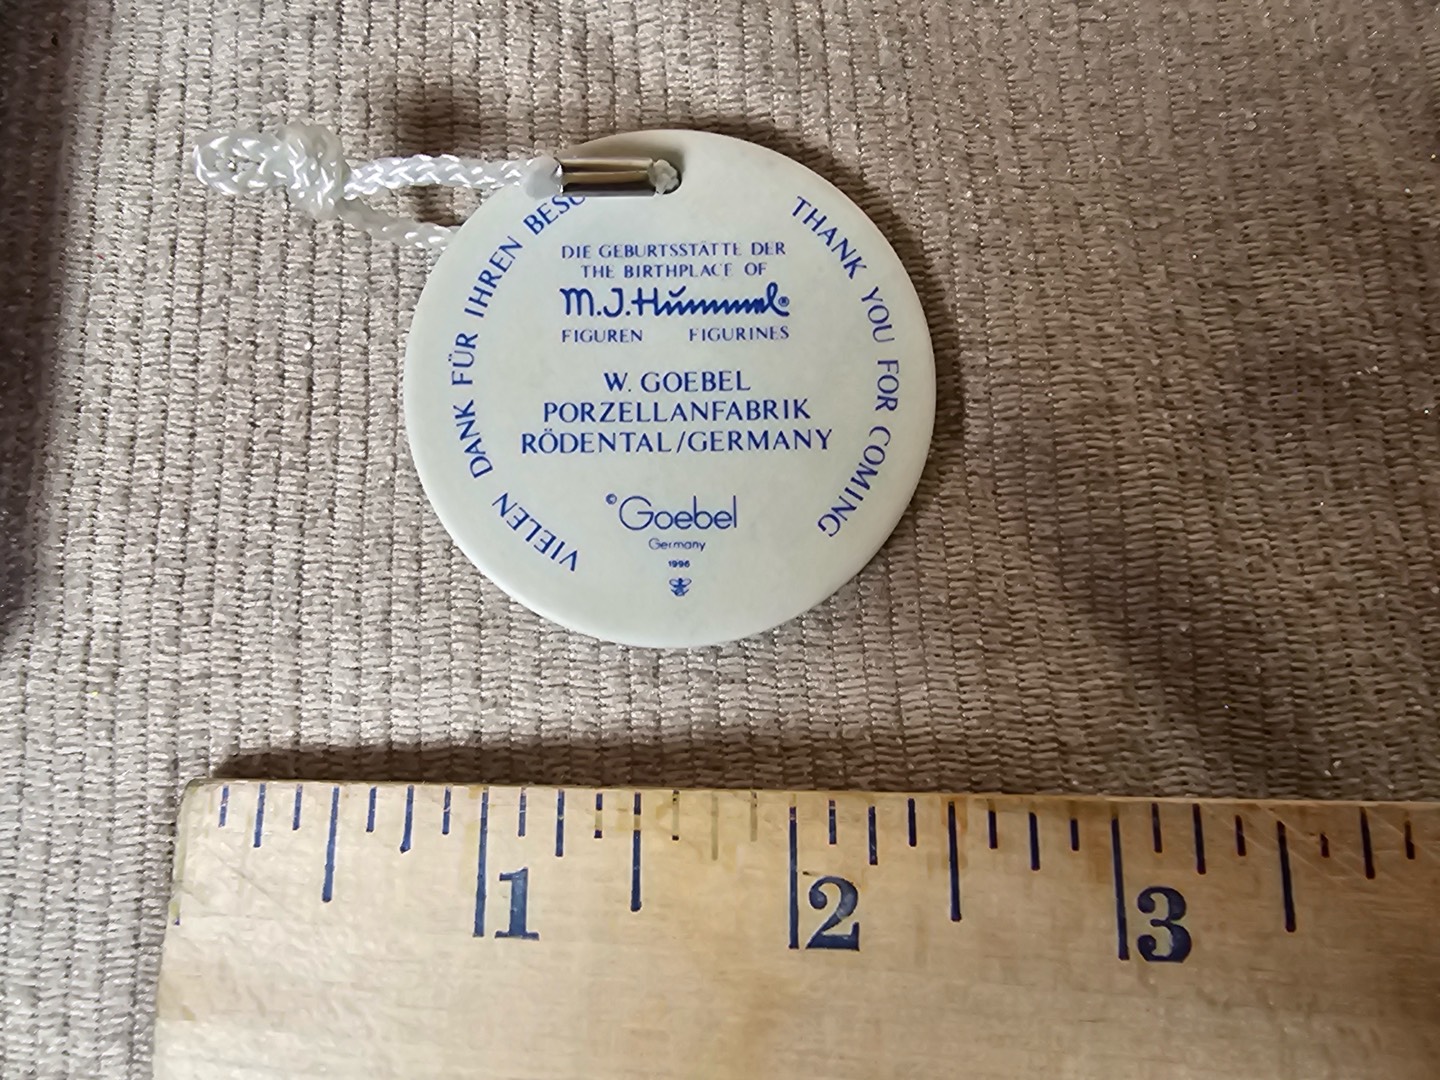 VIELEN DANK FÜR IHREN
THANK YOU FOR COMING
DIE GEBURTSSTÄTTE DER
THE BIRTHPLACE OF
M.J.Hummel®
FIGUREN FIGURINES
W. GOEBEL
PORZELLANFABRIK
RÖDENTAL/GERMANY
©Goebel
Germany
1996
1 2 3